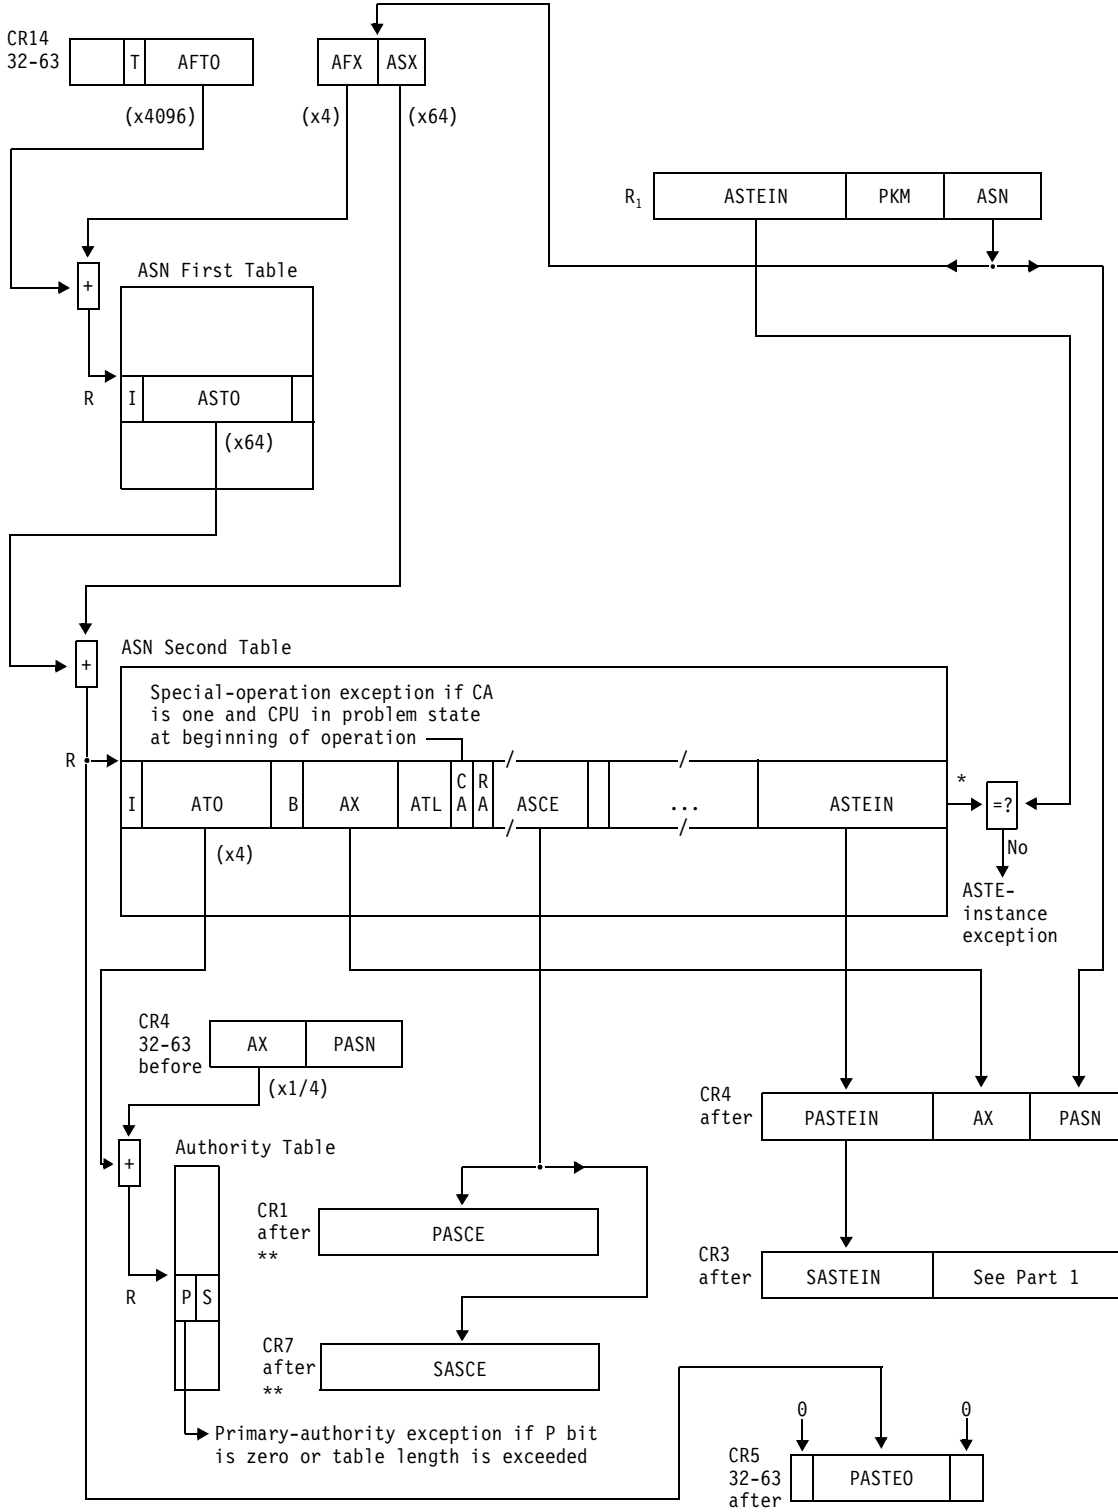 CR14
32-63
T
AFTO
AFX
ASX
(x4096)
(x4)
(x64)
R1
ASTEIN
PKM
ASN
ASN First Table
+
R
I
ASTO
(x64)
ASN Second Table
+
Special-operation exception if CA
is one and CPU in problem state
at beginning of operation
R
I
ATO
B
AX
ATL
CA
RA
ASCE
...
ASTEIN
*
=?
No
(x4)
ASTE-
instance
exception
CR4
32-63
before
AX
PASN
(x1/4)
CR4
after
PASTEIN
AX
PASN
+
Authority Table
CR1
after
**
PASCE
R
P
S
CR3
after
SASTEIN
See Part 1
CR7
after
**
SASCE
Primary-authority exception if P bit
is zero or table length is exceeded
0
0
CR5
32-63
after
PASTEO